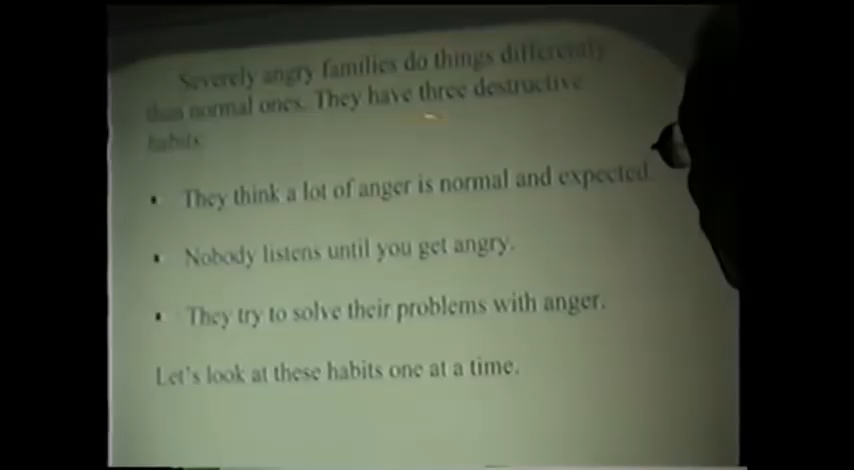 Severely angry families do things differently
than normal ones. They have three destructive
habits:
• They think a lot of anger is normal and expected.
• Nobody listens until you get angry.
• They try to solve their problems with anger.
Let's look at these habits one at a time.